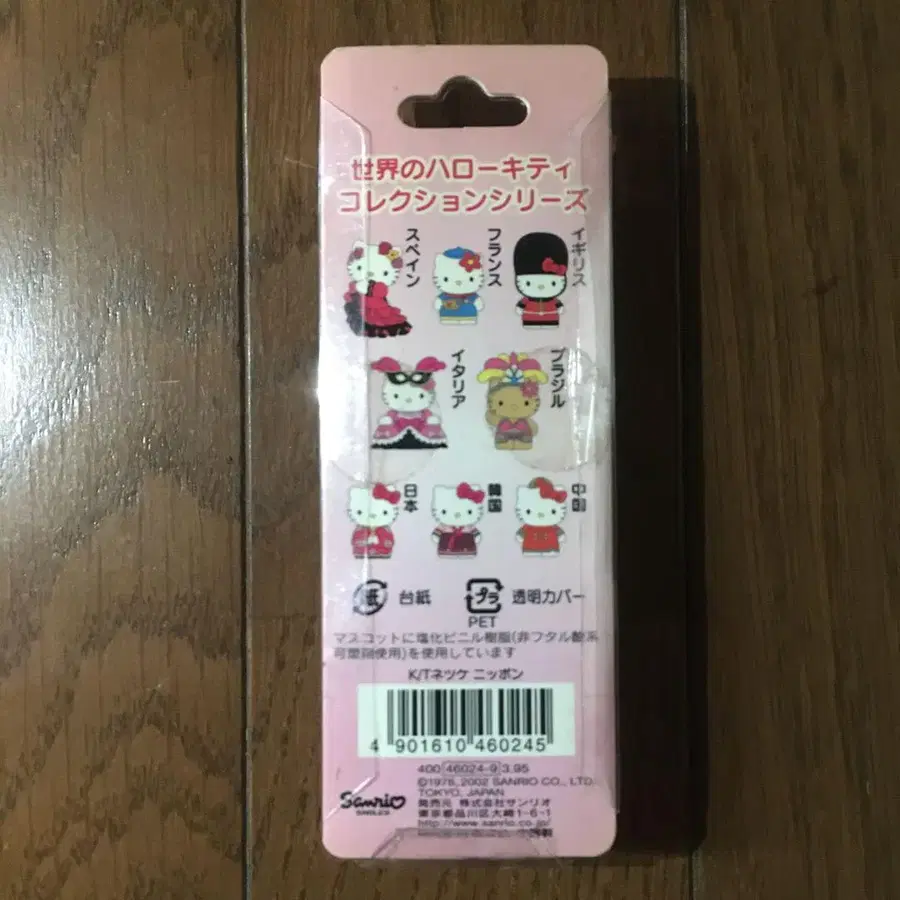 世界のハローキティ
コレクションシリーズ
スペイン
フランス
イギリス
イタリア
ブラジル
日本
韓国
中国
紙 台紙
プラ 透明カバー
PET
マスコットに塩化ビニル樹脂(非フタル酸系
可塑剤使用)を使用しています
K/Tネツケ ニッポン
4 901610 460245
400 46024-9 3.95
©1976, 2002 SANRIO CO., LTD.
TOKYO, JAPAN
Sanrio
SMILES
発売元 株式会社サンリオ
東京都品川区大崎1-6-1
http://www.sanrio.co.jp/